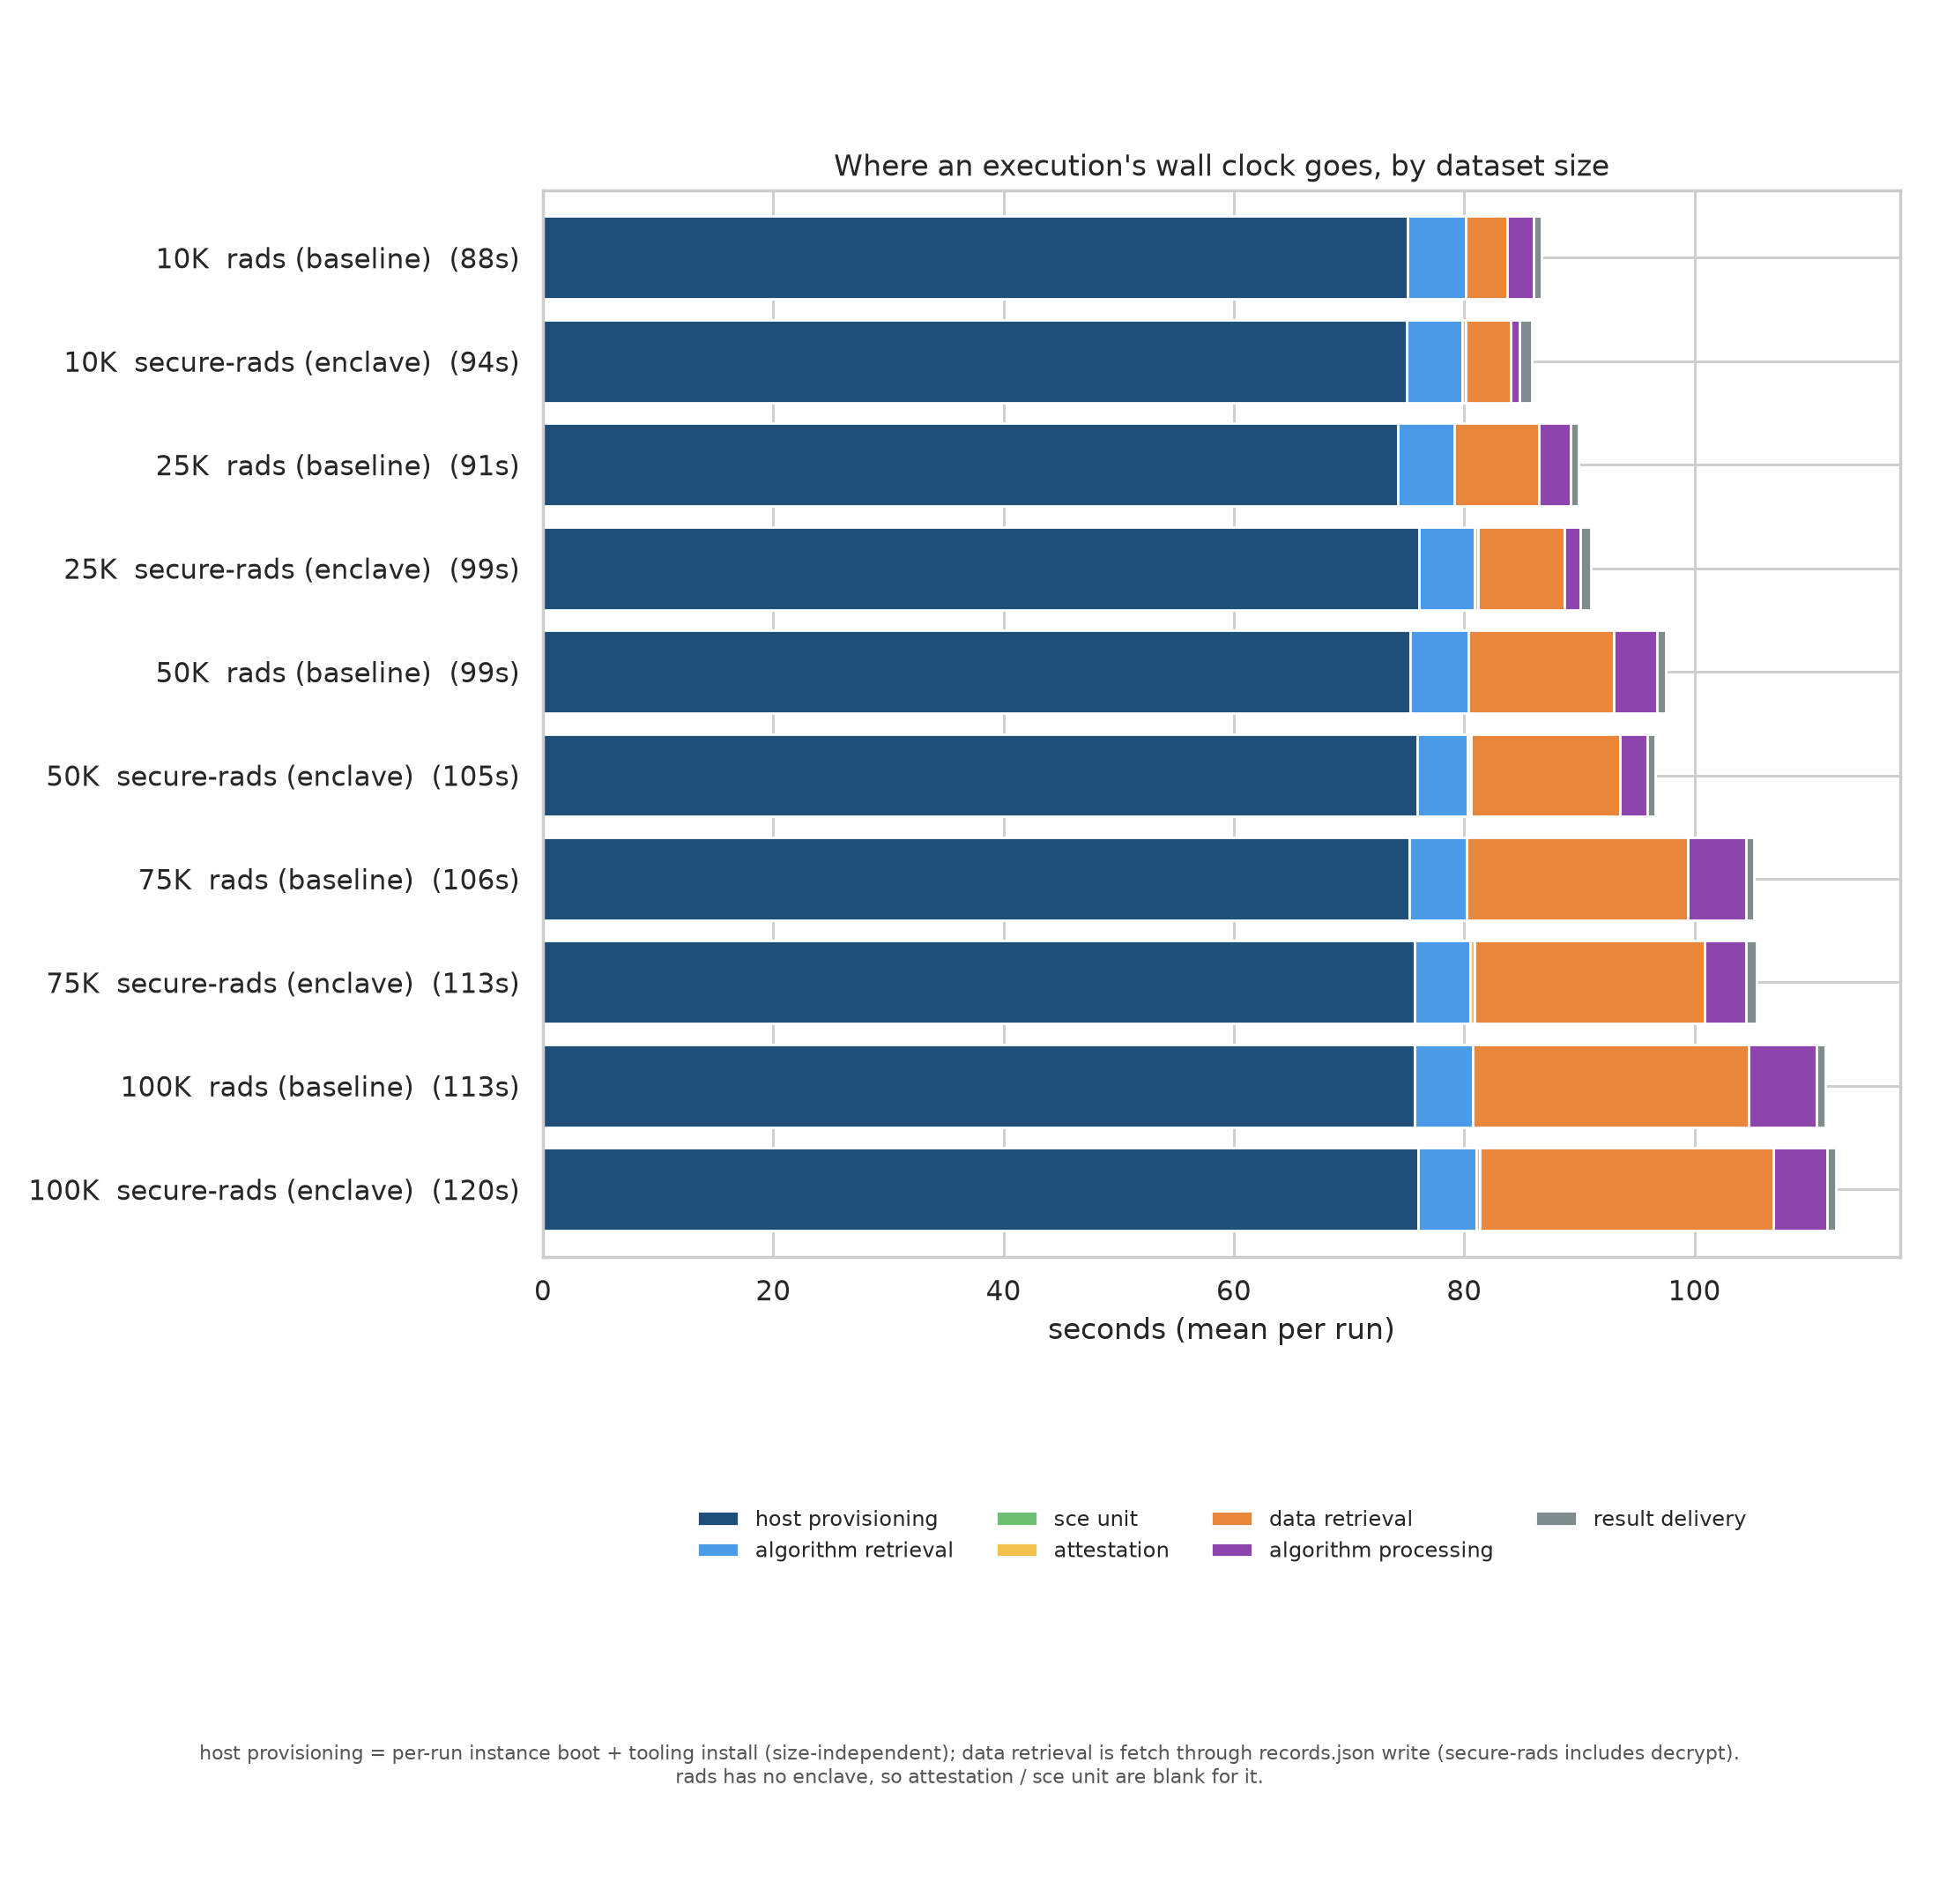 Where an execution's wall clock goes, by dataset size
10K  rads (baseline)  (88s)
10K  secure-rads (enclave)  (94s)
25K  rads (baseline)  (91s)
25K  secure-rads (enclave)  (99s)
50K  rads (baseline)  (99s)
50K  secure-rads (enclave)  (105s)
75K  rads (baseline)  (106s)
75K  secure-rads (enclave)  (113s)
100K  rads (baseline)  (113s)
100K  secure-rads (enclave)  (120s)
0 20 40 60 80 100
seconds (mean per run)
host provisioning sce unit data retrieval result delivery
algorithm retrieval attestation algorithm processing
host provisioning = per-run instance boot + tooling install (size-independent); data retrieval is fetch through records.json write (secure-rads includes decrypt).
rads has no enclave, so attestation / sce unit are blank for it.